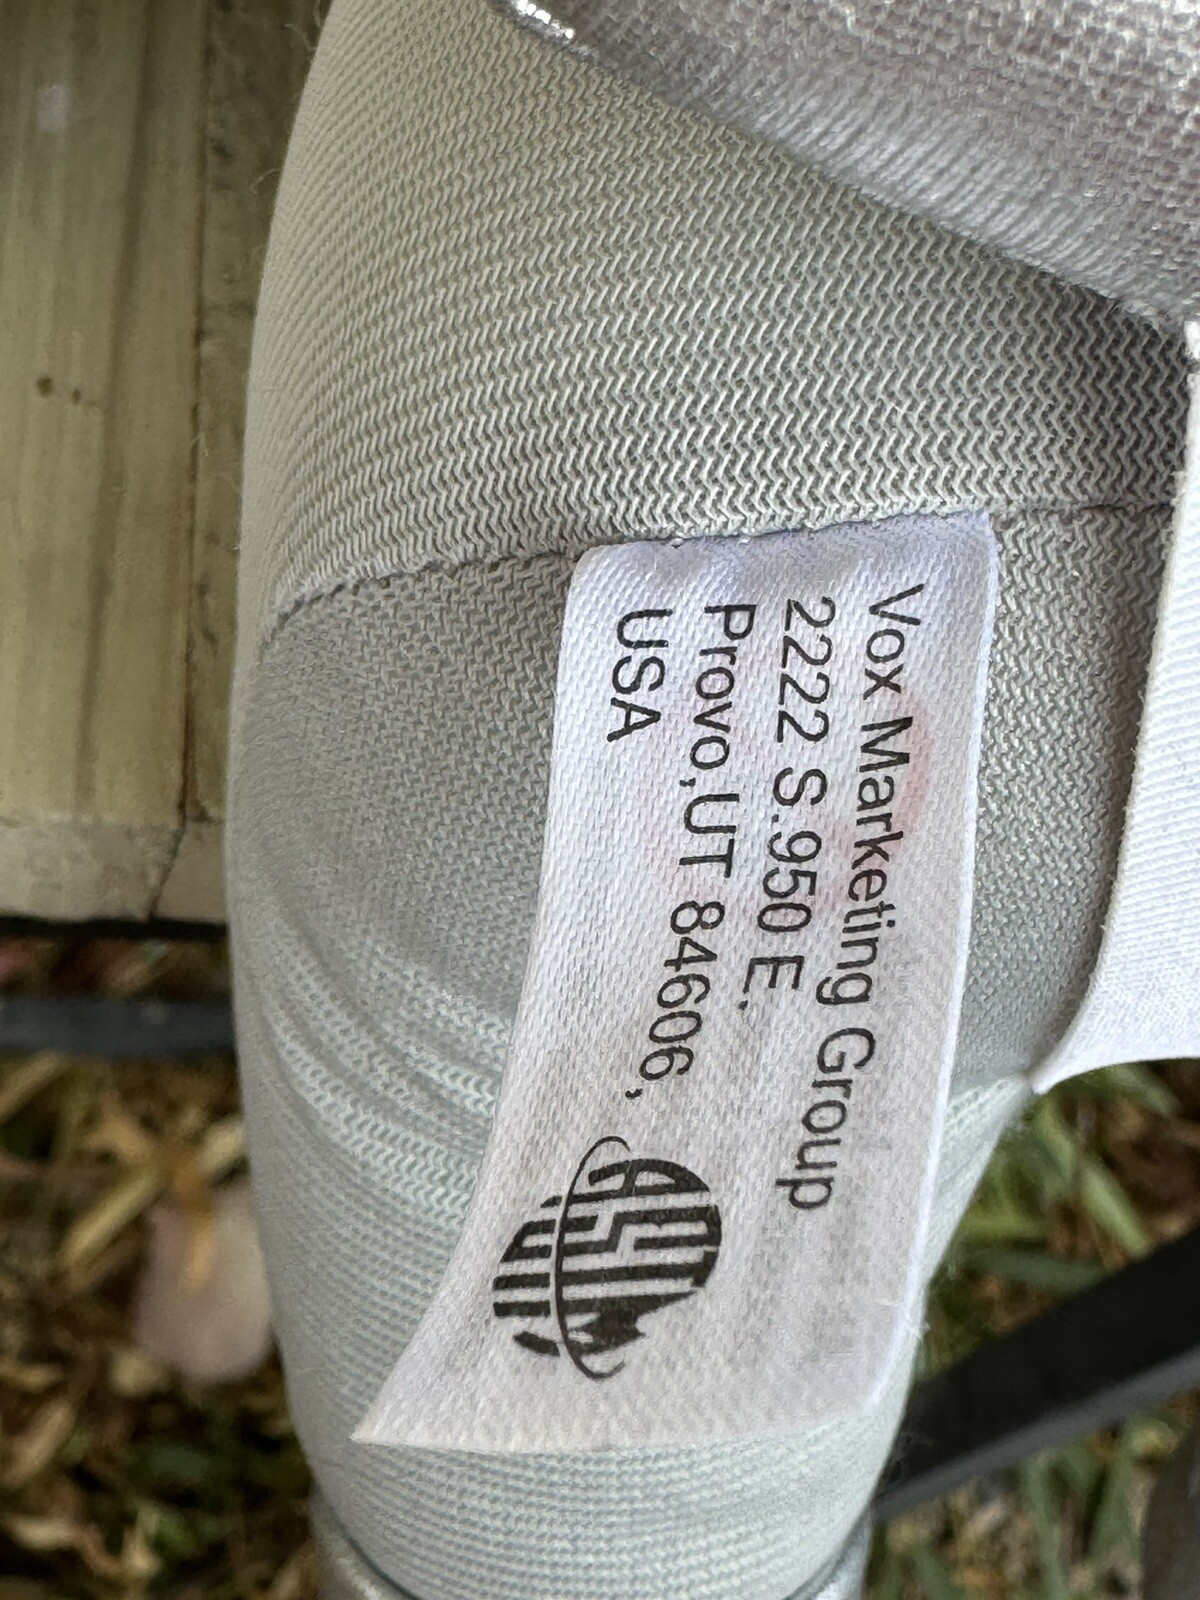 Vox Marketing Group
2222 S.950 E.
Provo,UT 84606,
USA